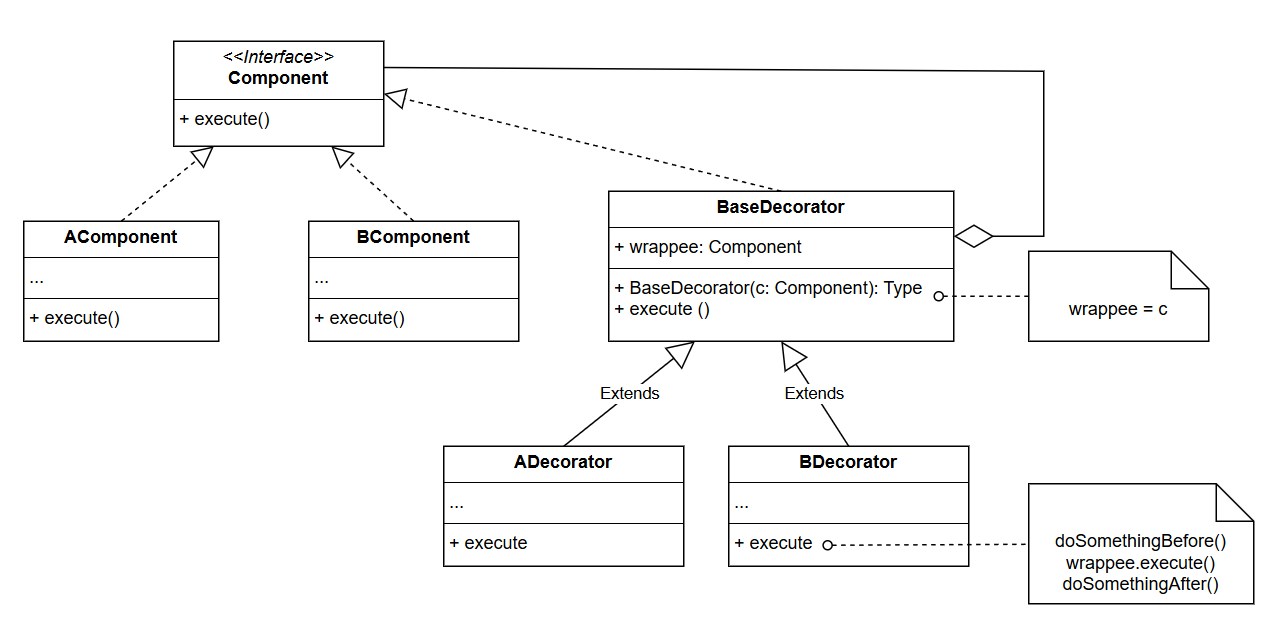 <<Interface>>
Component
+ execute()
AComponent
...
+ execute()
BComponent
...
+ execute()
BaseDecorator
+ wrappee: Component
+ BaseDecorator(c: Component): Type
+ execute ()
wrappee = c
Extends
Extends
ADecorator
...
+ execute
BDecorator
...
+ execute
doSomethingBefore()
wrappee.execute()
doSomethingAfter()